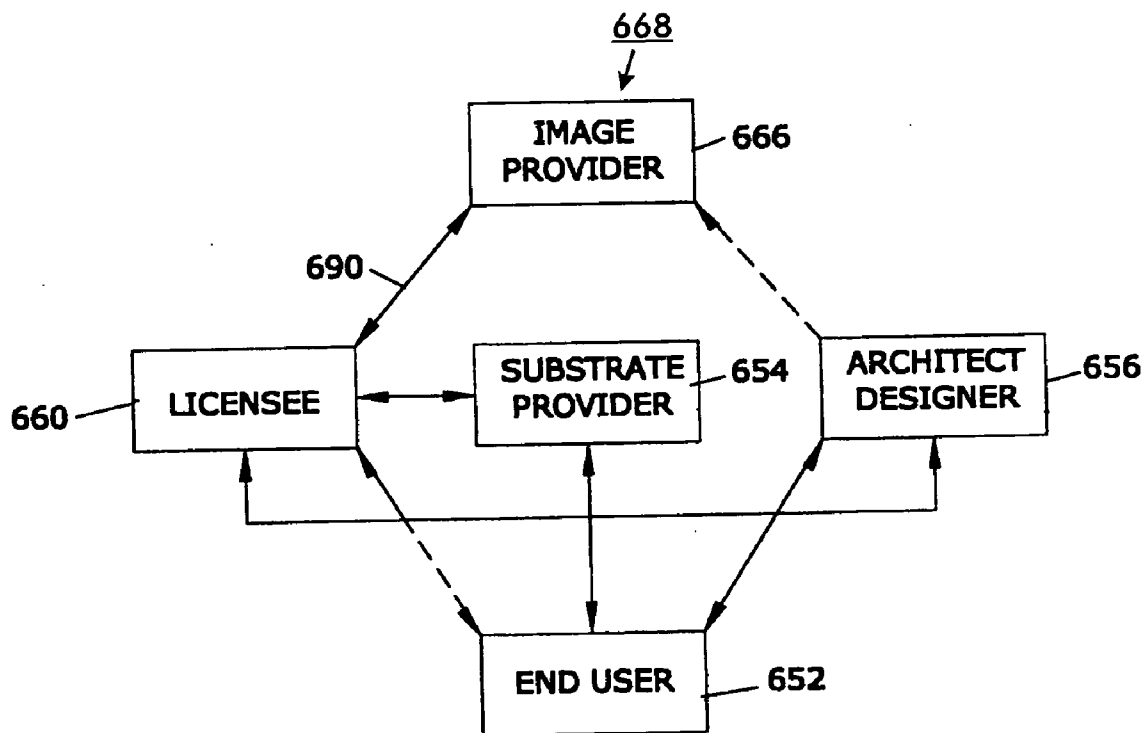 668
IMAGE
PROVIDER
666
690
SUBSTRATE
PROVIDER
654
ARCHITECT
DESIGNER
656
660
LICENSEE
END USER
652